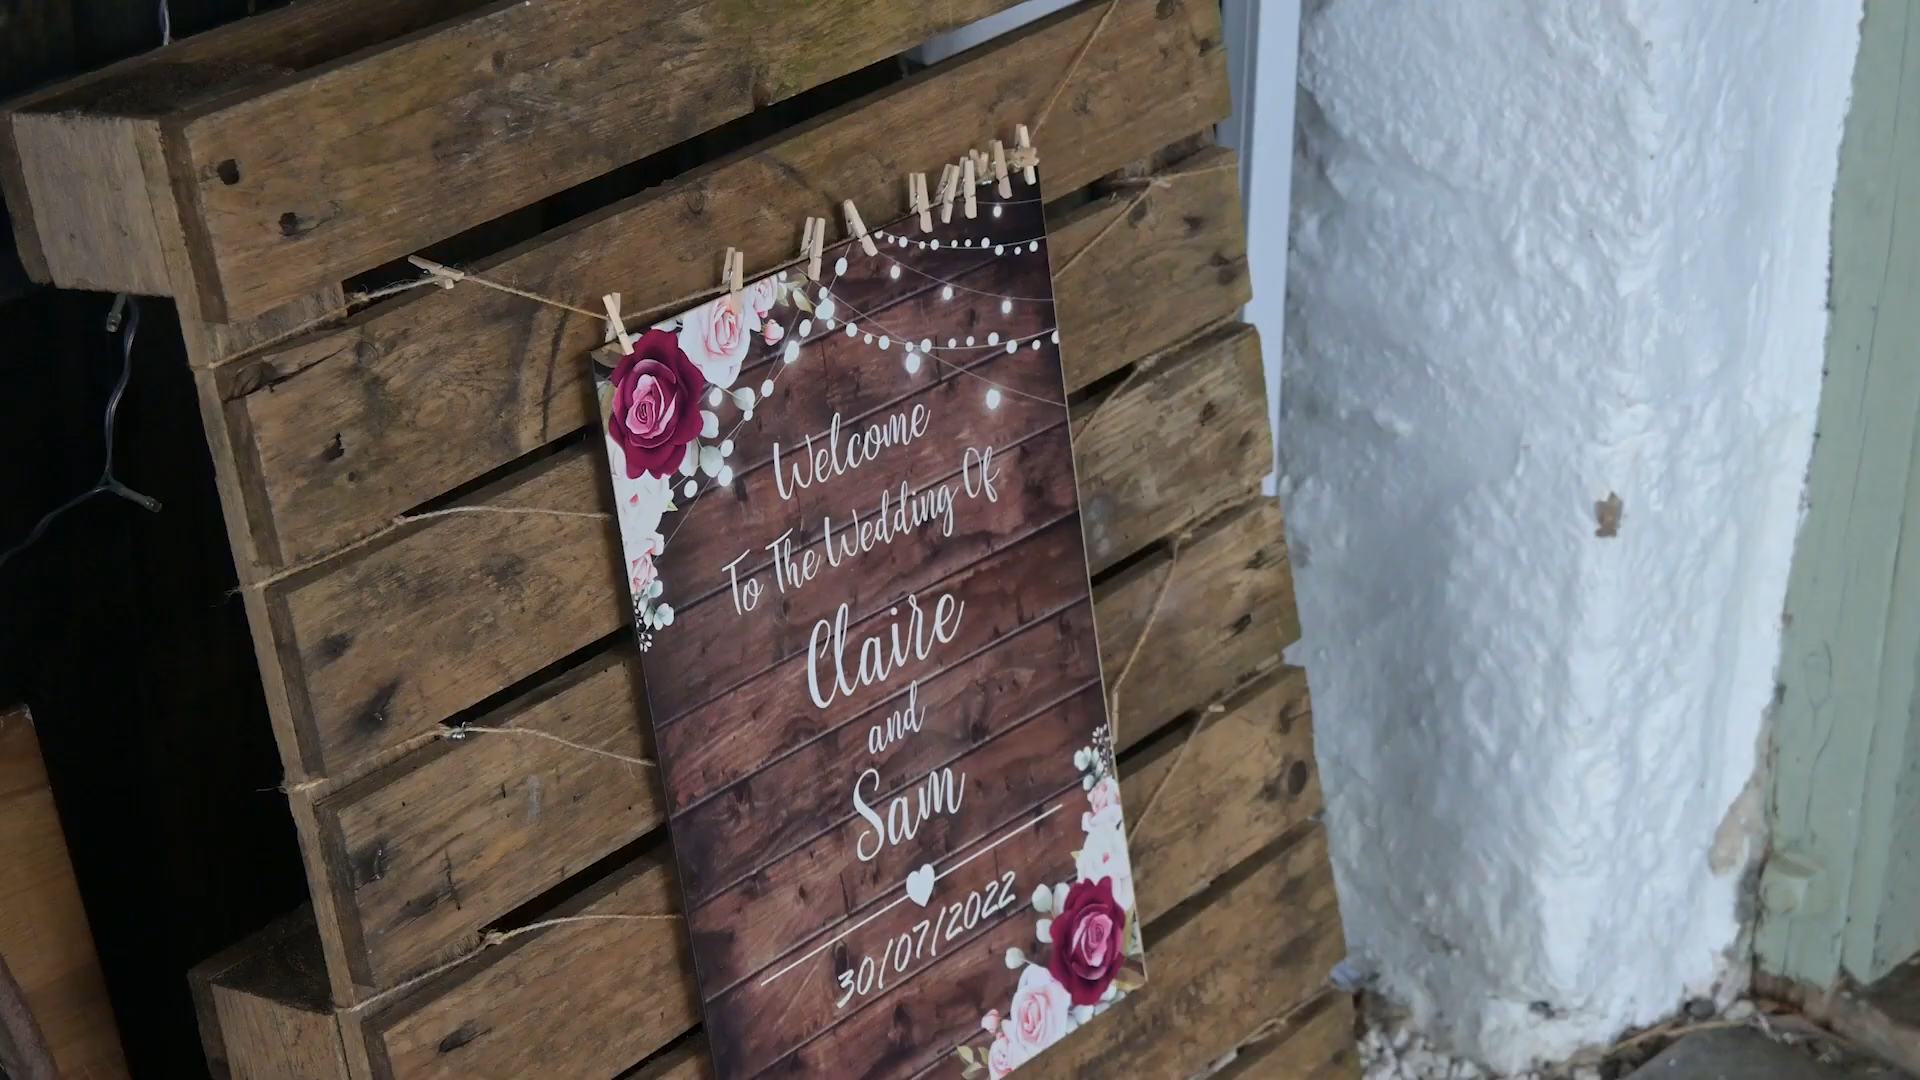 Welcome
To The Wedding Of
Claire
and
Sam
30/07/2022